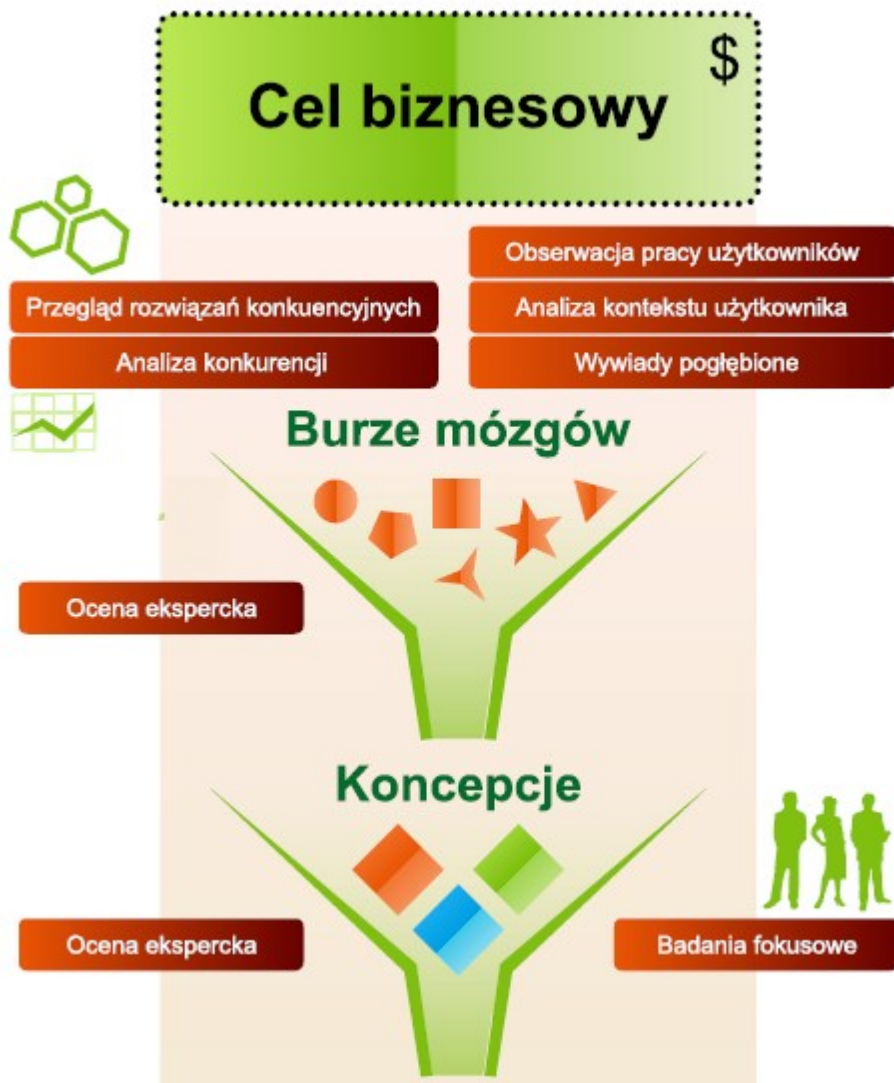 $
Cel biznesowy
Obserwacja pracy użytkowników
Przegląd rozwiązań konkuencyjnych
Analiza kontekstu użytkownika
Analiza konkurencji
Wywiady pogłębione
Burze mózgów
Ocena ekspercka
Koncepcje
Ocena ekspercka
Badania fokusowe